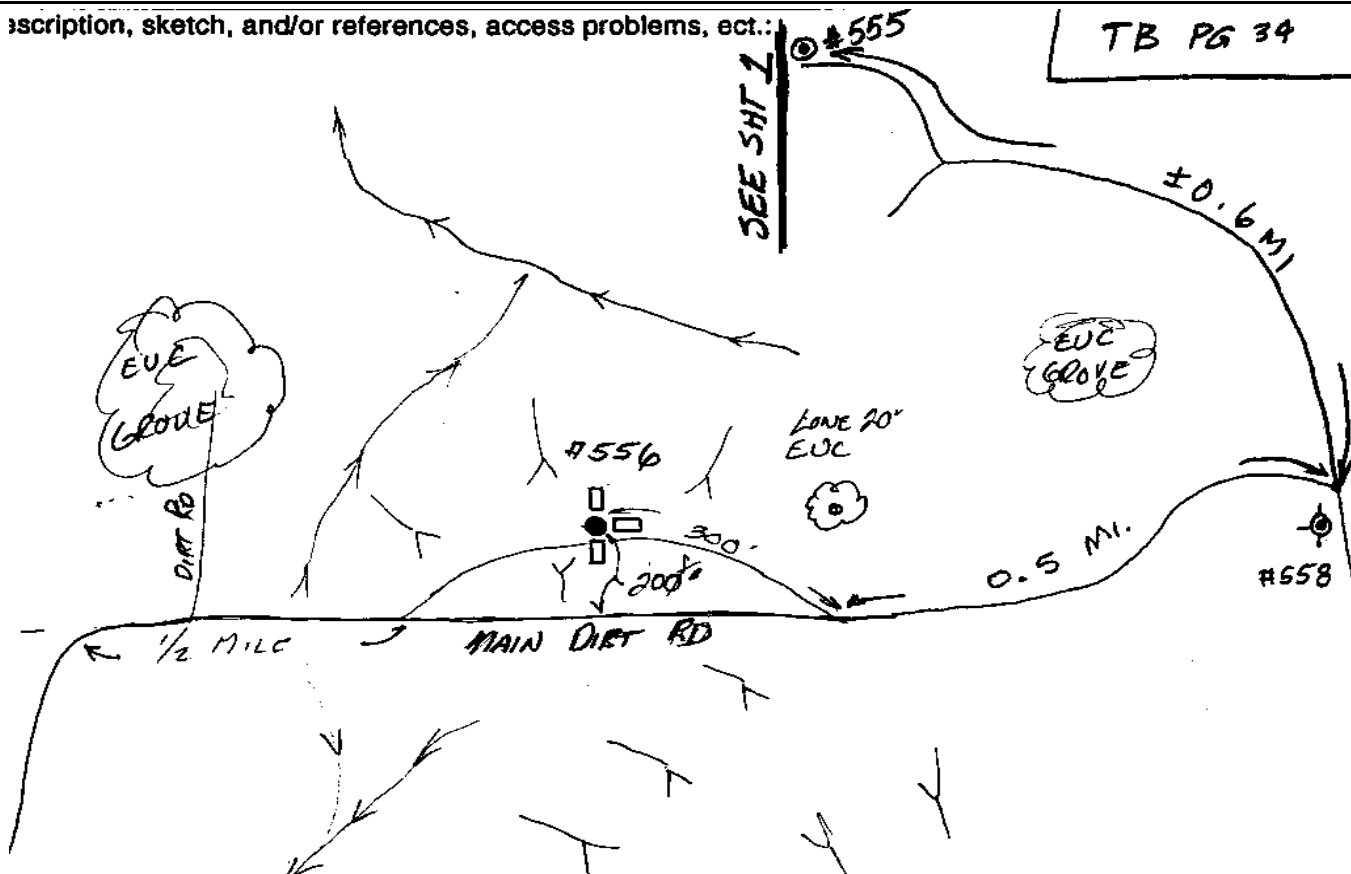 escription, sketch, and/or references, access problems, ect.:
#555
TB PG 34
SEE SHT 1
±0.6 MI
EUC
GROVE
EUC
GROVE
LONE 20"
EUC
#556
DIRT RD
300'
200'±
0.5 MI.
#558
1/2 MILE
MAIN DIRT RD